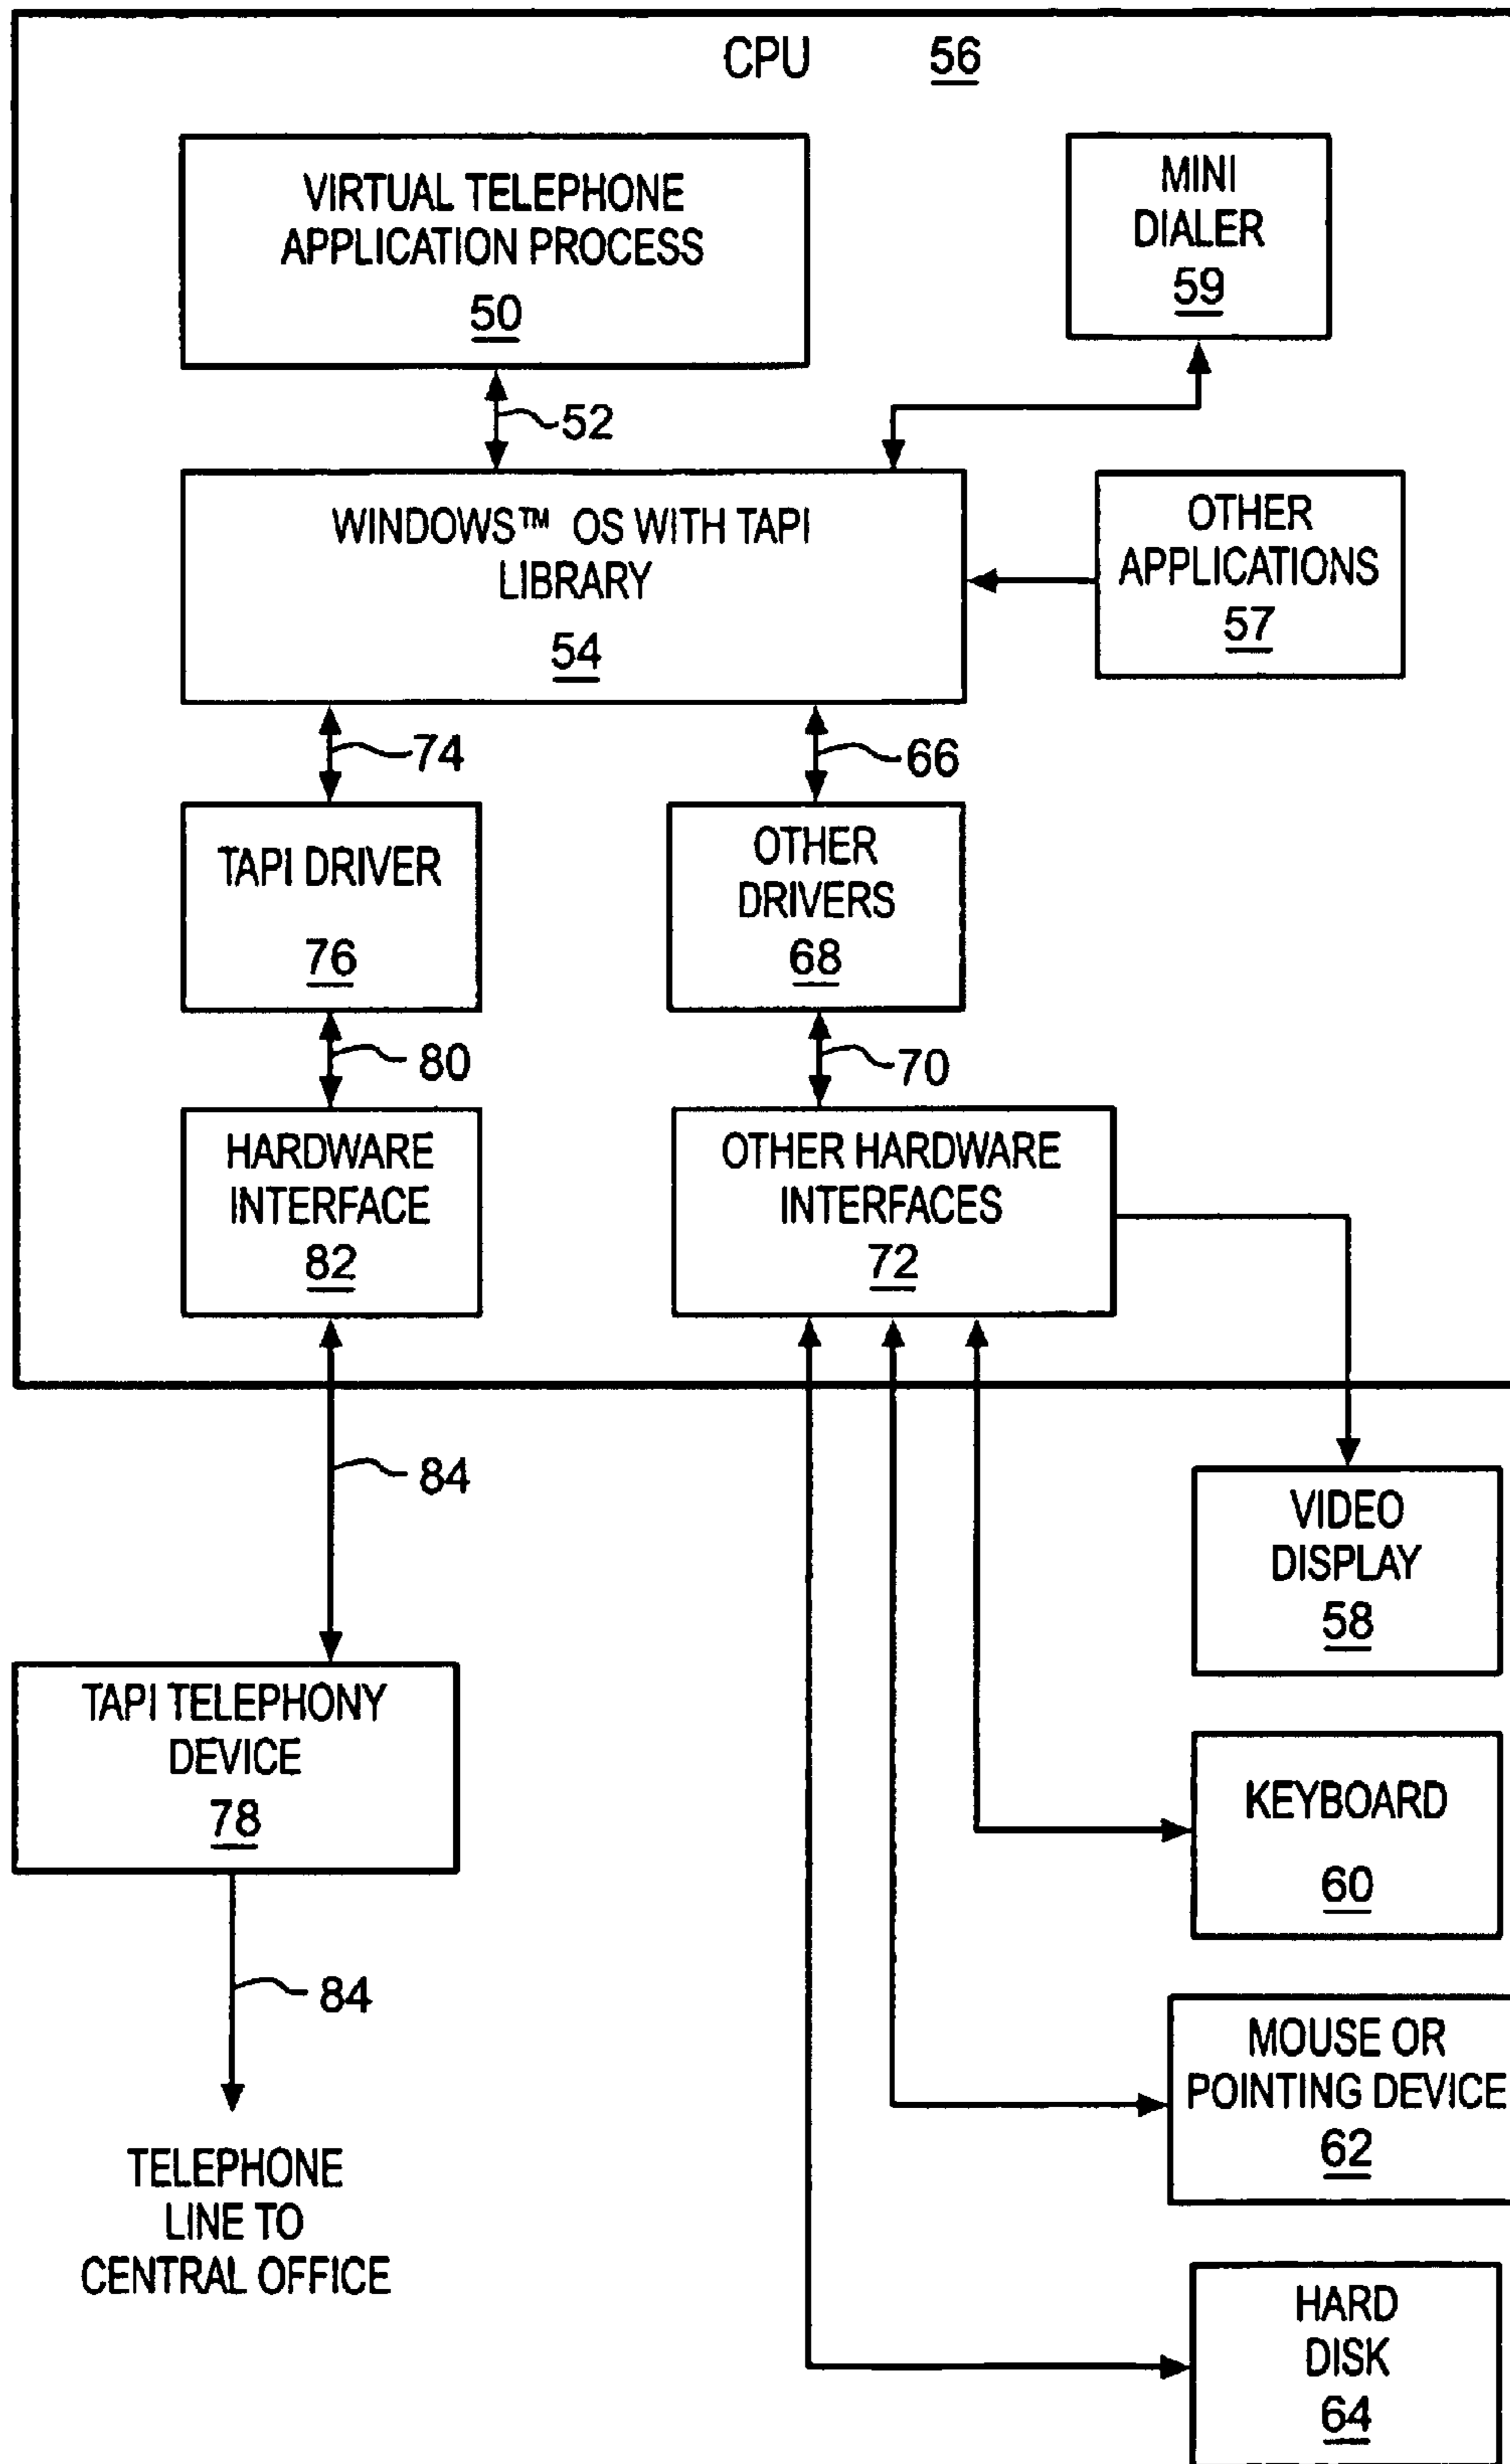 CPU 56
VIRTUAL TELEPHONE
APPLICATION PROCESS
50
MINI
DIALER
59
52
WINDOWS™ OS WITH TAPI
LIBRARY
54
OTHER
APPLICATIONS
57
74
66
TAPI DRIVER
76
OTHER
DRIVERS
68
80
70
HARDWARE
INTERFACE
82
OTHER HARDWARE
INTERFACES
72
84
VIDEO
DISPLAY
58
TAPI TELEPHONY
DEVICE
78
KEYBOARD
60
84
MOUSE OR
POINTING DEVICE
62
TELEPHONE
LINE TO
CENTRAL OFFICE
HARD
DISK
64